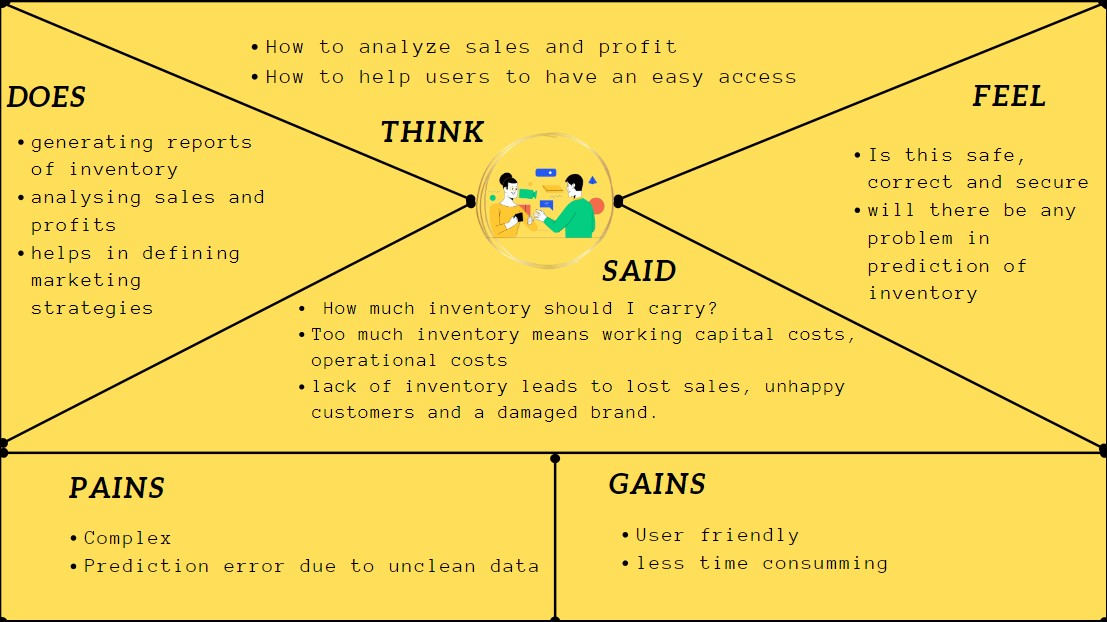 • How to analyze sales and profit
• How to help users to have an easy access
THINK
DOES
• generating reports
of inventory
• analysing sales and
profits
• helps in defining
marketing
strategies
FEEL
• Is this safe,
correct and secure
• will there be any
problem in
prediction of
inventory
SAID
• How much inventory should I carry?
• Too much inventory means working capital costs,
operational costs
• lack of inventory leads to lost sales, unhappy
customers and a damaged brand.
PAINS
• Complex
• Prediction error due to unclean data
GAINS
• User friendly
• less time consumming